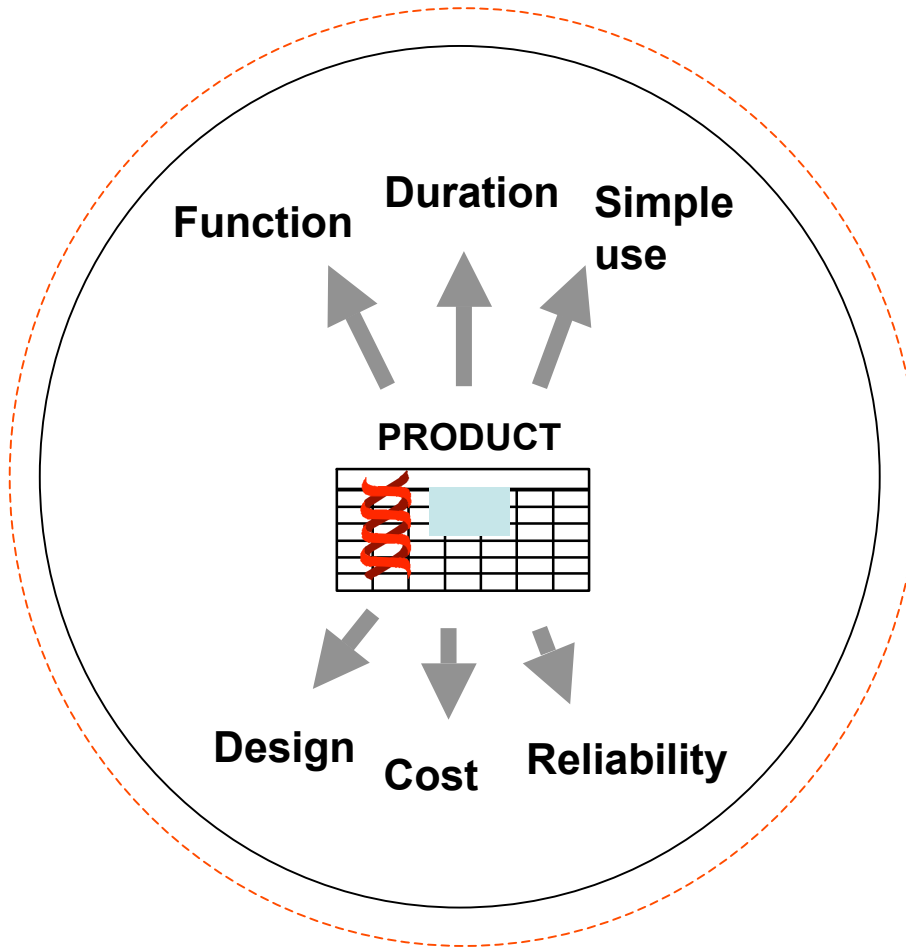 Function
Duration
Simple
use
PRODUCT
Design
Cost
Reliability